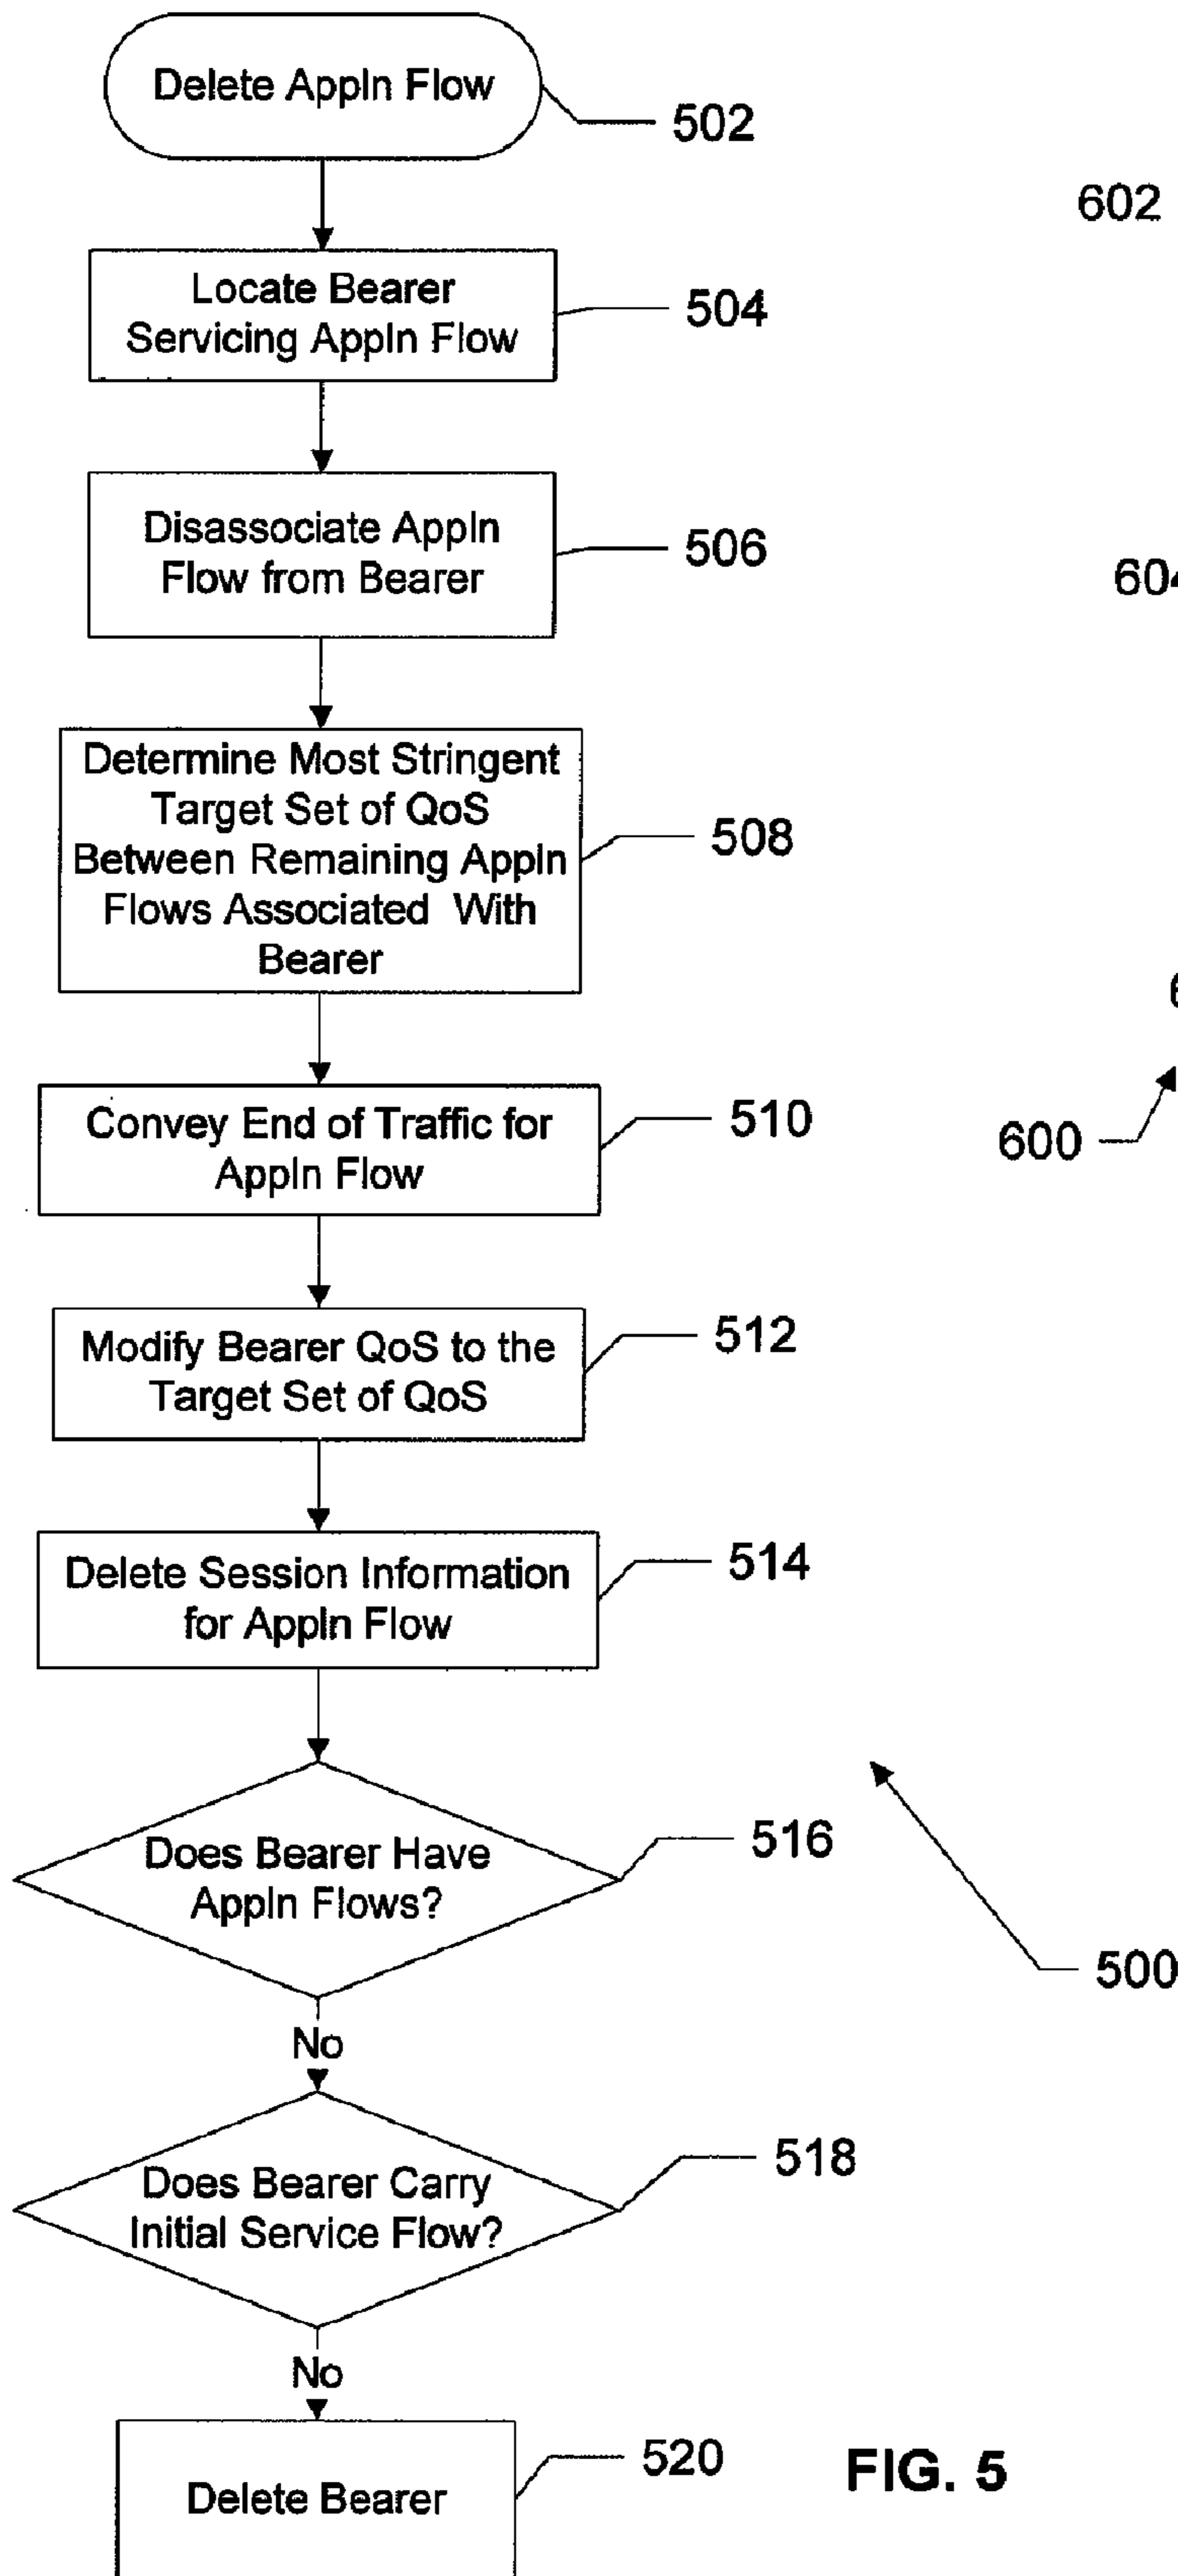 Delete Appln Flow
502
602
Locate Bearer
Servicing Appln Flow
504
Disassociate Appln
Flow from Bearer
506
604
Determine Most Stringent
Target Set of QoS
Between Remaining Appln
Flows Associated With
Bearer
508
6
Convey End of Traffic for
Appln Flow
510
600
Modify Bearer QoS to the
Target Set of QoS
512
Delete Session Information
for Appln Flow
514
Does Bearer Have
Appln Flows?
516
500
No
Does Bearer Carry
Initial Service Flow?
518
No
Delete Bearer
520
FIG. 5